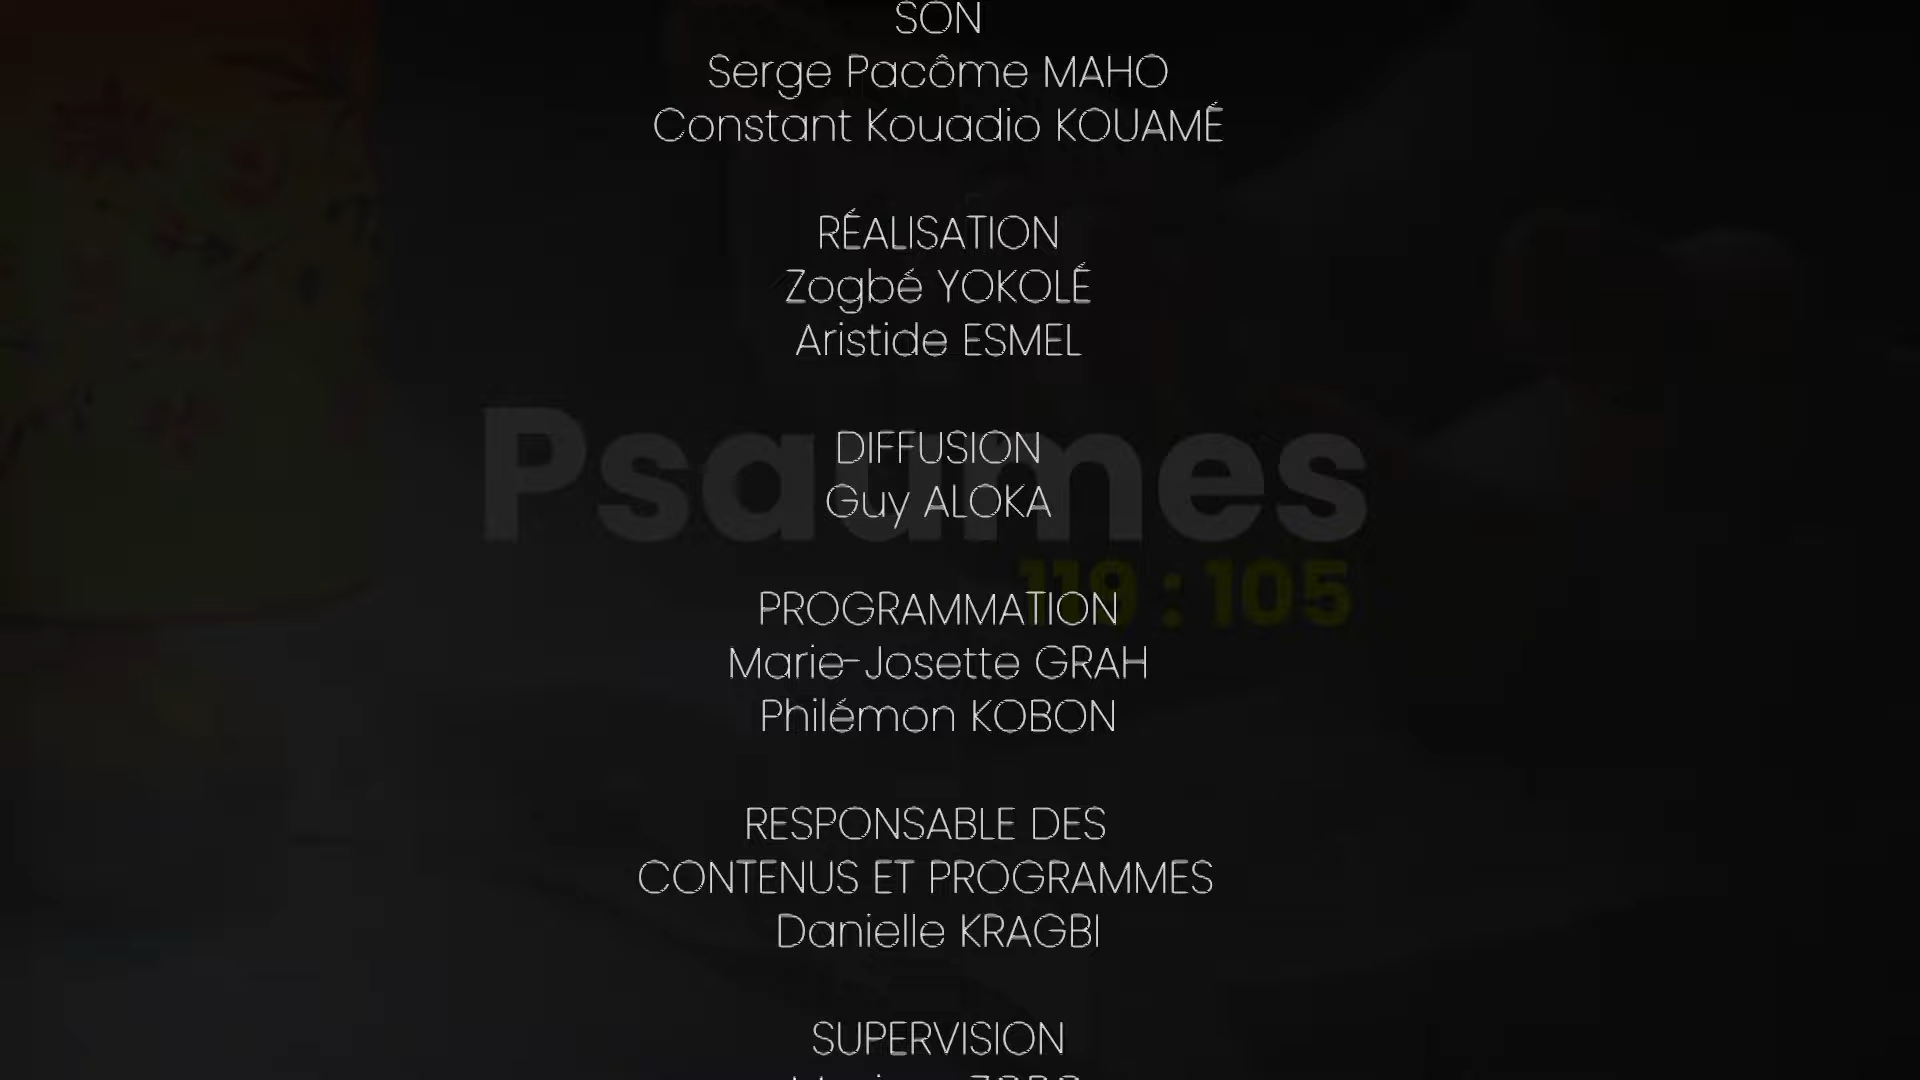 SON
Serge Pacôme MAHO
Constant Kouadio KOUAMÉ
RÉALISATION
Zogbé YOKOLÉ
Aristide ESMEL
DIFFUSION
Guy ALOKA
Psaumes
119 : 105
PROGRAMMATION
Marie-Josette GRAH
Philémon KOBON
RESPONSABLE DES
CONTENUS ET PROGRAMMES
Danielle KRAGBI
SUPERVISION